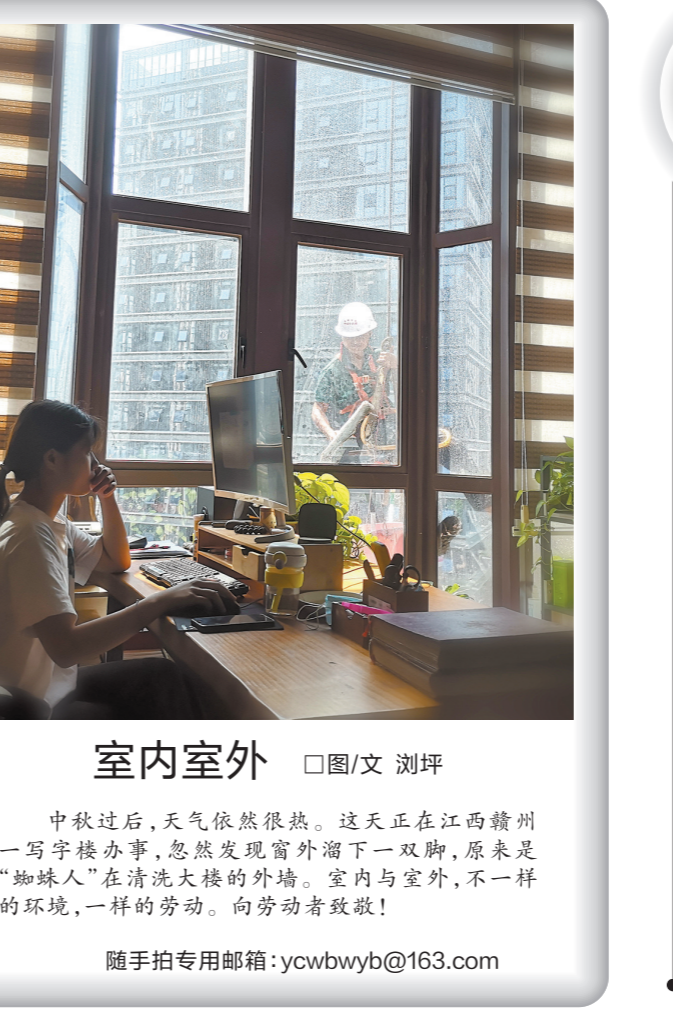 室内室外 □图/文 浏坪
中秋过后,天气依然很热。这天正在江西赣州
一写字楼办事,忽然发现窗外溜下一双脚,原来是
“蜘蛛人”在清洗大楼的外墙。室内与室外,不一样
的环境,一样的劳动。向劳动者致敬!
随手拍专用邮箱:ycwbwyb@163.com